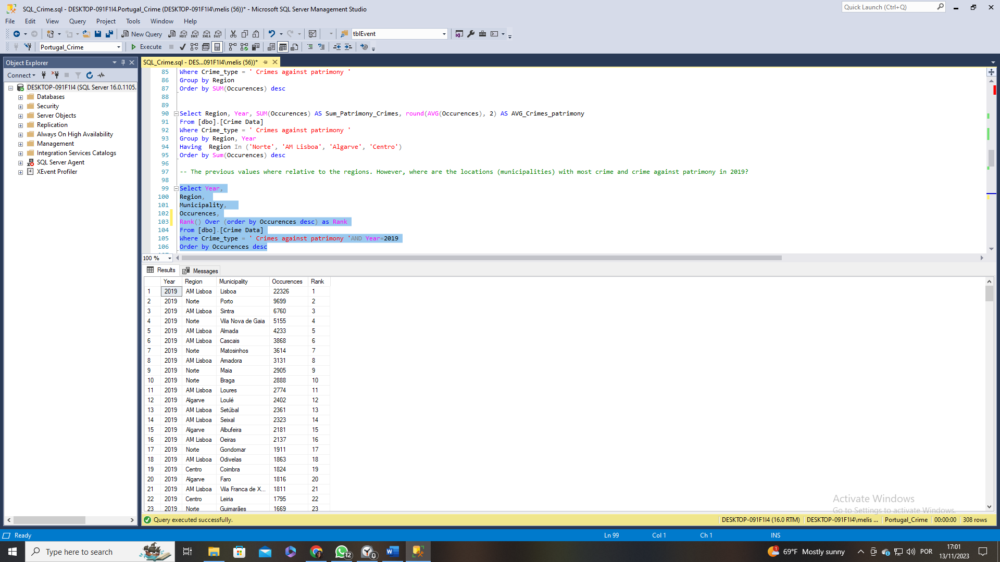 SQL_Crime.sql - DESKTOP-091F1I4.Portugal_Crime (DESKTOP-091F1I4\melis (56))* - Microsoft SQL Server Management Studio
Quick Launch (Ctrl+Q)
File Edit View Query Project Tools Window Help
New Query MDX DMX XMLA DAX tblEvent
Portugal_Crime Execute
Object Explorer
SQL_Crime.sql - DES...091F1I4\melis (56))*
Connect
DESKTOP-091F1I4 (SQL Server 16.0.1105.
Databases
Security
Server Objects
Replication
Always On High Availability
Management
Integration Services Catalogs
SQL Server Agent
XEvent Profiler
85 Where Crime_type = ' Crimes against patrimony '
86 Group by Region
87 Order by SUM(Occurences) desc
88
89
90 Select Region, Year, SUM(Occurences) AS Sum_Patrimony_Crimes, round(AVG(Occurences), 2) AS AVG_Crimes_patrimony
91 From [dbo].[Crime Data]
92 Where Crime_type = ' Crimes against patrimony '
93 Group by Region, Year
94 Having  Region In ('Norte', 'AM Lisboa', 'Algarve', 'Centro')
95 Order by Sum(Occurences) desc
96
97 -- The previous values where relative to the regions. However, where are the locations (municipalities) with most crime and crime against patrimony in 2019?
98
99 Select Year,
100 Region,
101 Municipality,
102 Occurences,
103 Rank() Over (order by Occurences desc) as Rank
104 From [dbo].[Crime Data]
105 Where Crime_type = ' Crimes against patrimony 'AND Year=2019
106 Order by Occurences desc
100 %
Results Messages
Year Region Municipality Occurences Rank
1 2019 AM Lisboa Lisboa 22326 1
2 2019 Norte Porto 9699 2
3 2019 AM Lisboa Sintra 6760 3
4 2019 Norte Vila Nova de Gaia 5155 4
5 2019 AM Lisboa Almada 4233 5
6 2019 AM Lisboa Cascais 3868 6
7 2019 Norte Matosinhos 3614 7
8 2019 AM Lisboa Amadora 3131 8
9 2019 Norte Maia 2905 9
10 2019 Norte Braga 2888 10
11 2019 AM Lisboa Loures 2774 11
12 2019 Algarve Loulé 2402 12
13 2019 AM Lisboa Setúbal 2361 13
14 2019 AM Lisboa Seixal 2323 14
15 2019 Algarve Albufeira 2181 15
16 2019 AM Lisboa Oeiras 2137 16
17 2019 Norte Gondomar 1911 17
18 2019 AM Lisboa Odivelas 1863 18
19 2019 Centro Coimbra 1824 19
20 2019 Algarve Faro 1816 20
21 2019 AM Lisboa Vila Franca de X... 1811 21
22 2019 Centro Leiria 1795 22
23 2019 Norte Guimarães 1669 23
Activate Windows
Go to Settings to activate Windows.
Query executed successfully. DESKTOP-091F1I4 (16.0 RTM) DESKTOP-091F1I4\melis ... Portugal_Crime 00:00:00 308 rows
Ready Ln 99 Col 1 Ch 1 INS
Type here to search 12 0 1 69°F Mostly sunny POR 17:01
13/11/2023